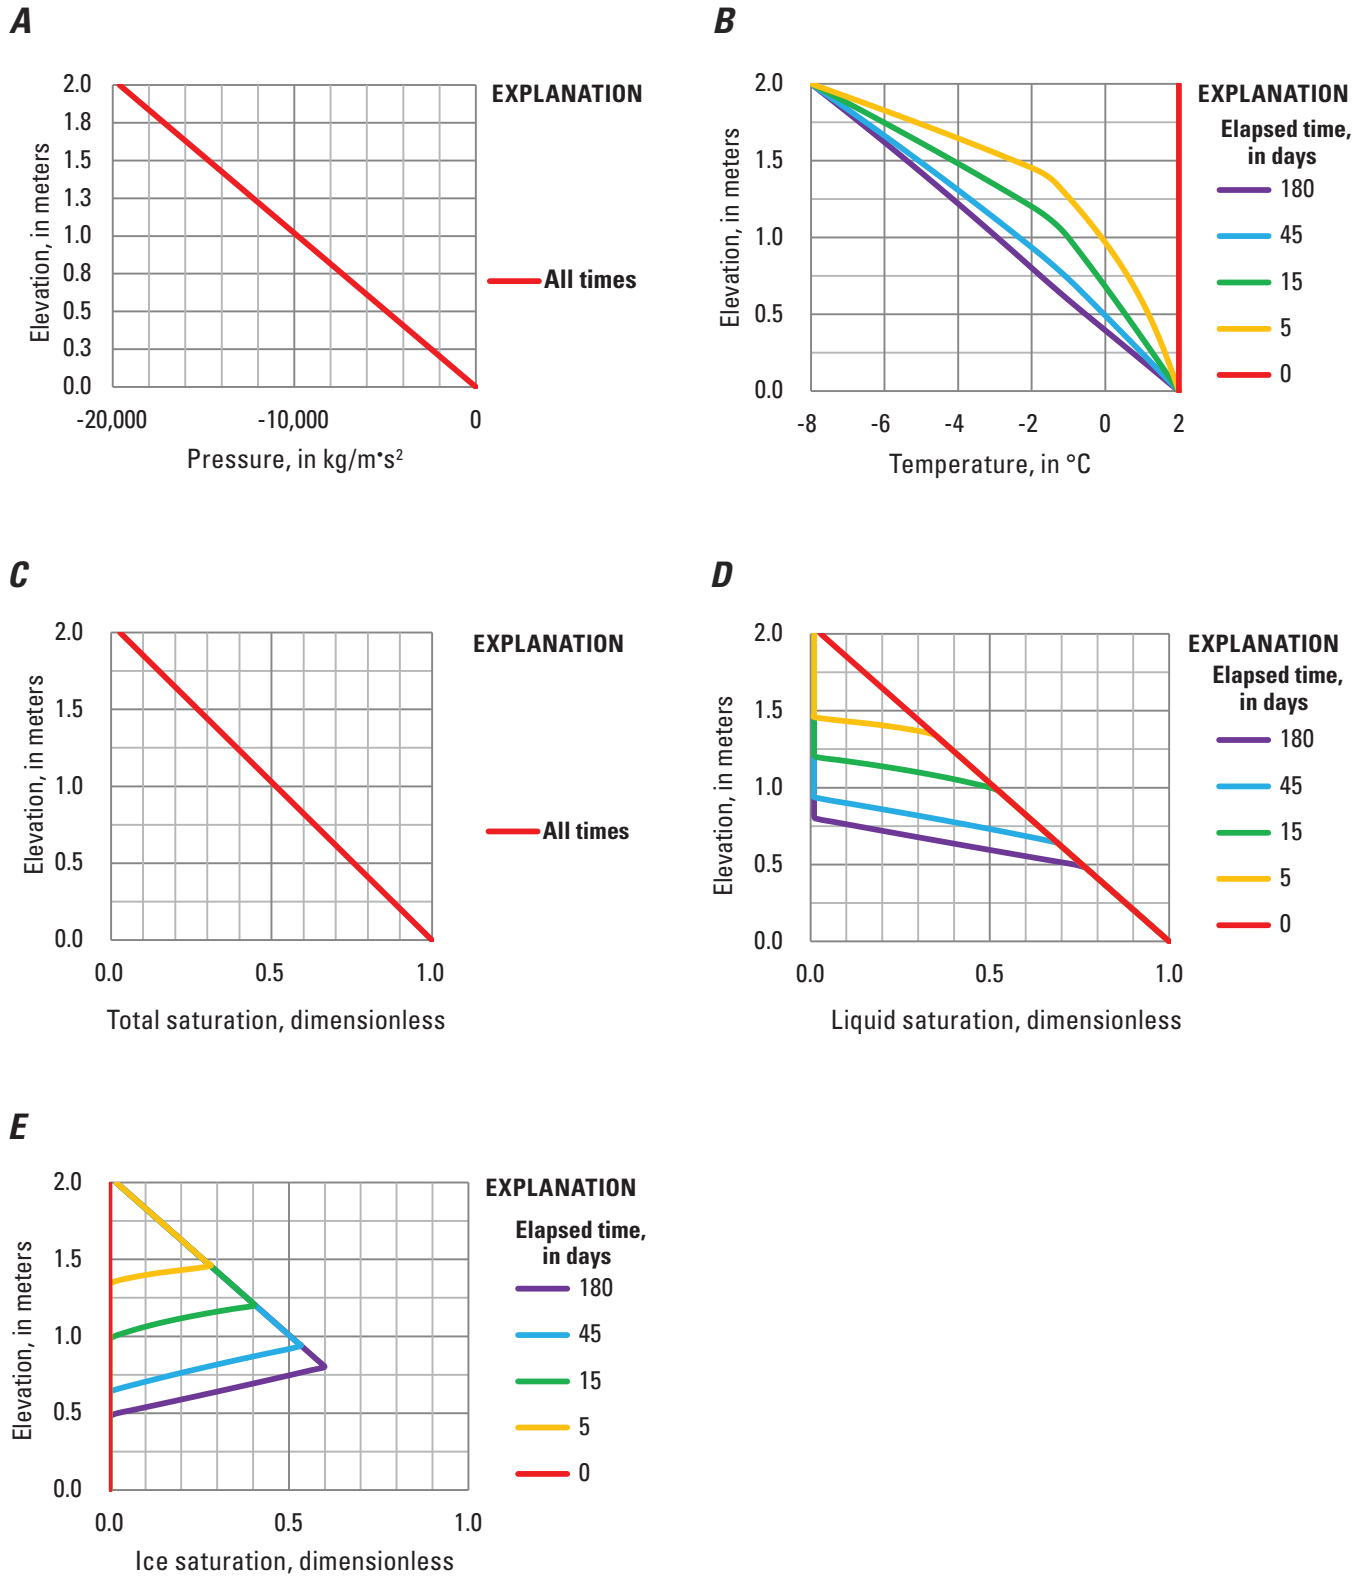 A
EXPLANATION
2.0
1.8
1.5
1.3
1.0
0.8
0.5
0.3
0.0
Elevation, in meters
All times
-20,000 -10,000 0
Pressure, in kg/m•s²
B
EXPLANATION
Elapsed time,
in days
180
45
15
5
0
2.0
1.5
1.0
0.5
0.0
Elevation, in meters
-8 -6 -4 -2 0 2
Temperature, in °C
C
EXPLANATION
2.0
1.5
1.0
0.5
0.0
Elevation, in meters
All times
0.0 0.5 1.0
Total saturation, dimensionless
D
EXPLANATION
Elapsed time,
in days
180
45
15
5
0
2.0
1.5
1.0
0.5
0.0
Elevation, in meters
0.0 0.5 1.0
Liquid saturation, dimensionless
E
EXPLANATION
Elapsed time,
in days
180
45
15
5
0
2.0
1.5
1.0
0.5
0.0
Elevation, in meters
0.0 0.5 1.0
Ice saturation, dimensionless